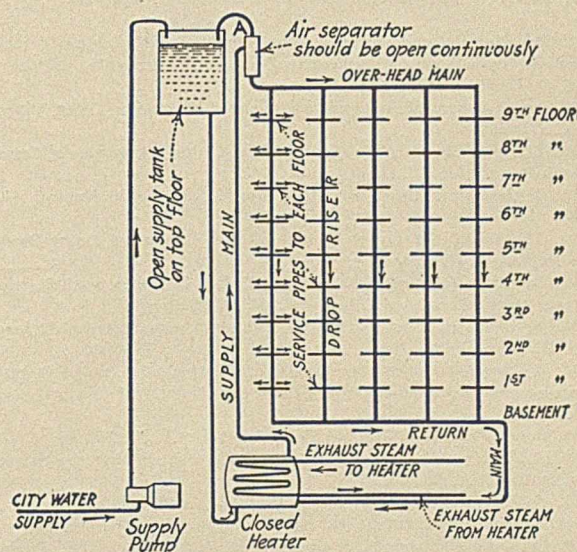 A
Air separator
should be open continuously
OVER-HEAD MAIN
Open supply tank
on top floor
SUPPLY MAIN
SERVICE PIPES TO EACH FLOOR
DROP RISER
9TH FLOOR
8TH "
7TH "
6TH "
5TH "
4TH "
3RD "
2ND "
1ST "
BASEMENT
RETURN
MAIN
EXHAUST STEAM
TO HEATER
CITY WATER
SUPPLY
Supply
Pump
Closed
Heater
EXHAUST STEAM
FROM HEATER